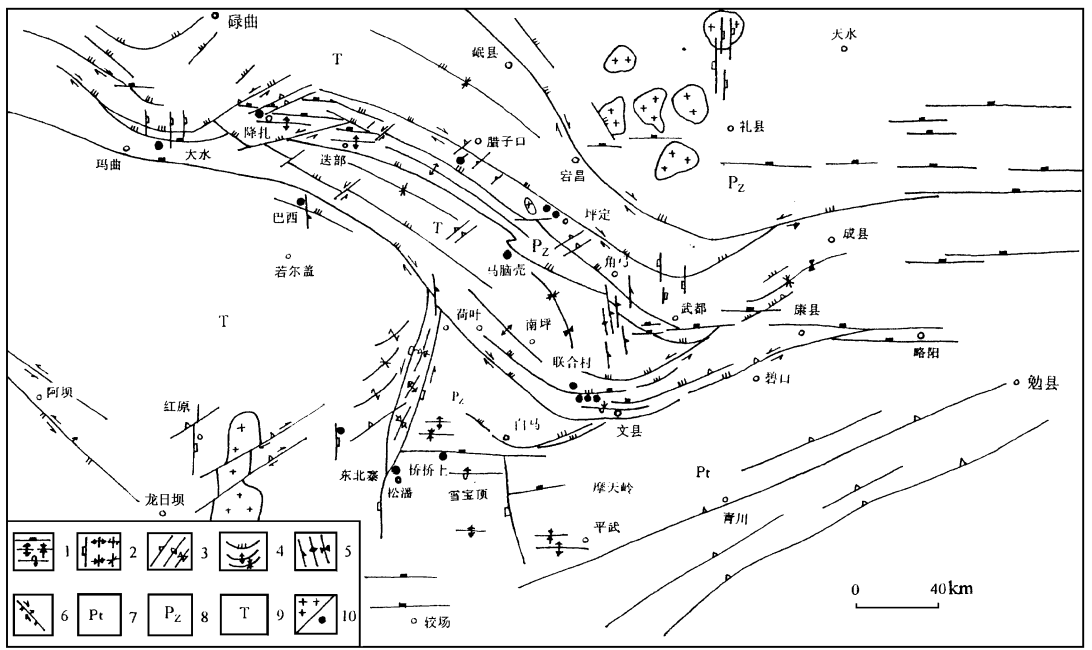 碌曲
岷县
天水
T
降扎
玛曲
大水
迭部
腊子口
宕昌
礼县
Pz
巴西
T
坪定
Pz
角弓
成县
若尔盖
马脑壳
T
荷叶
南坪
武都
康县
联合村
略阳
阿坝
红原
Pz
碧口
勉县
白马
文县
东北寨
松潘
桥桥上
雪宝顶
摩天岭
Pt
龙日坝
青川
平武
较场
1
2
3
4
5
6
Pt 7
Pz 8
T 9
10
0 40km